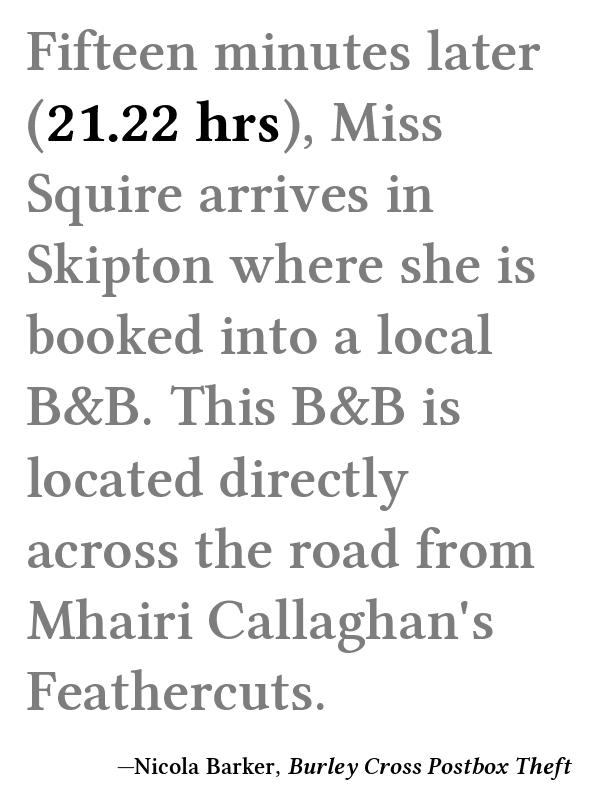 Fifteen minutes later
(21.22 hrs), Miss
Squire arrives in
Skipton where she is
booked into a local
B&B. This B&B is
located directly
across the road from
Mhairi Callaghan's
Feathercuts.
—Nicola Barker, Burley Cross Postbox Theft